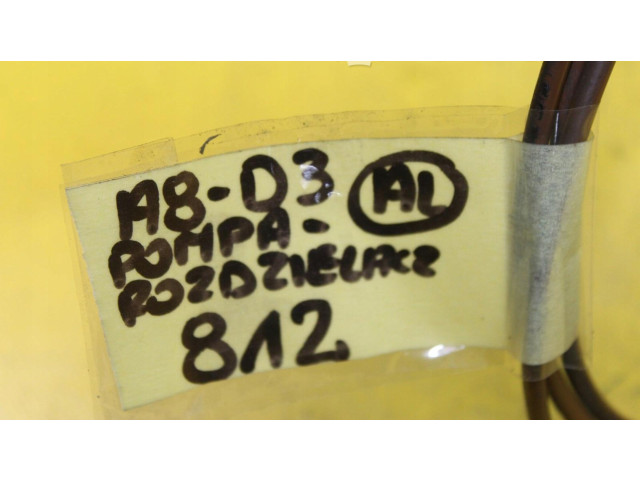 A8-D3 AL
POMPA-
ROZDZIELACZ
812